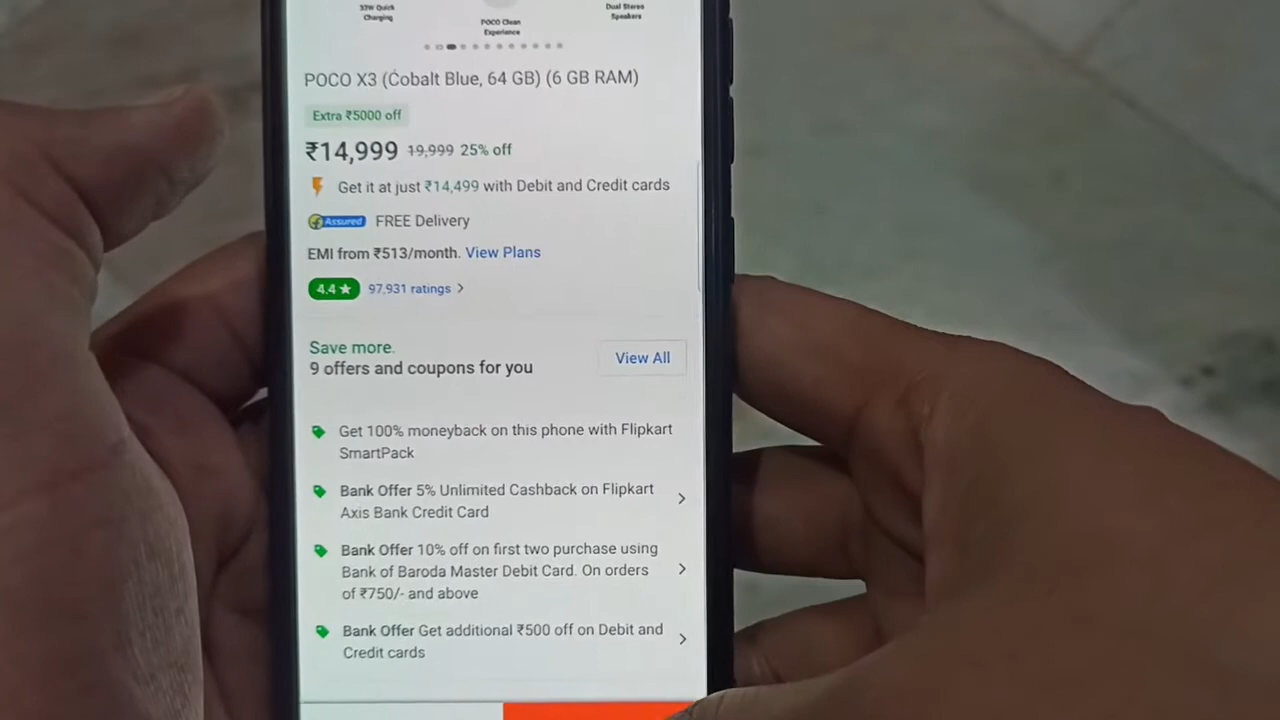 33W Quick
Charging
POCO Clean
Experience
Dual Stereo
Speakers
POCO X3 (Cobalt Blue, 64 GB) (6 GB RAM)
Extra ₹5000 off
₹14,999 19,999 25% off
Get it at just ₹14,499 with Debit and Credit cards
Assured FREE Delivery
EMI from ₹513/month. View Plans
4.4★ 97,931 ratings >
Save more.
9 offers and coupons for you
View All
Get 100% moneyback on this phone with Flipkart
SmartPack
Bank Offer 5% Unlimited Cashback on Flipkart
Axis Bank Credit Card
Bank Offer 10% off on first two purchase using
Bank of Baroda Master Debit Card. On orders
of ₹750/- and above
Bank Offer Get additional ₹500 off on Debit and
Credit cards